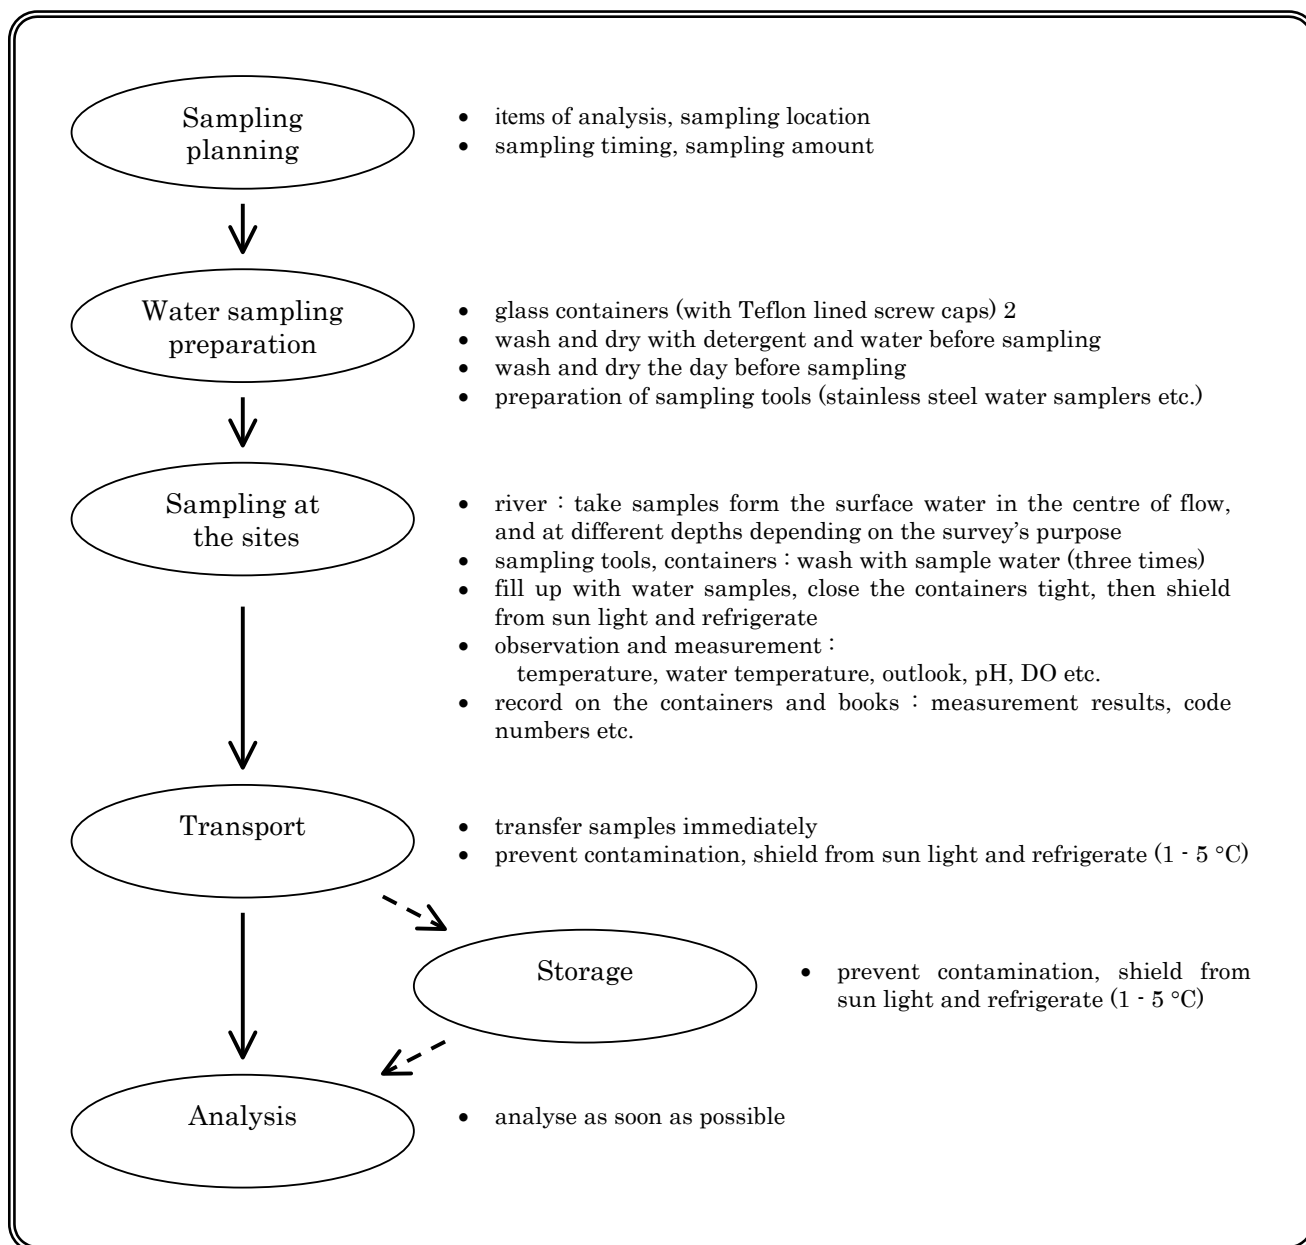 Sampling
planning
• items of analysis, sampling location
• sampling timing, sampling amount
Water sampling
preparation
• glass containers (with Teflon lined screw caps) 2
• wash and dry with detergent and water before sampling
• wash and dry the day before sampling
• preparation of sampling tools (stainless steel water samplers etc.)
Sampling at
the sites
• river : take samples form the surface water in the centre of flow,
and at different depths depending on the survey's purpose
• sampling tools, containers : wash with sample water (three times)
• fill up with water samples, close the containers tight, then shield
from sun light and refrigerate
• observation and measurement :
temperature, water temperature, outlook, pH, DO etc.
• record on the containers and books : measurement results, code
numbers etc.
Transport
• transfer samples immediately
• prevent contamination, shield from sun light and refrigerate (1 - 5 °C)
Storage
• prevent contamination, shield from
sun light and refrigerate (1 - 5 °C)
Analysis
• analyse as soon as possible